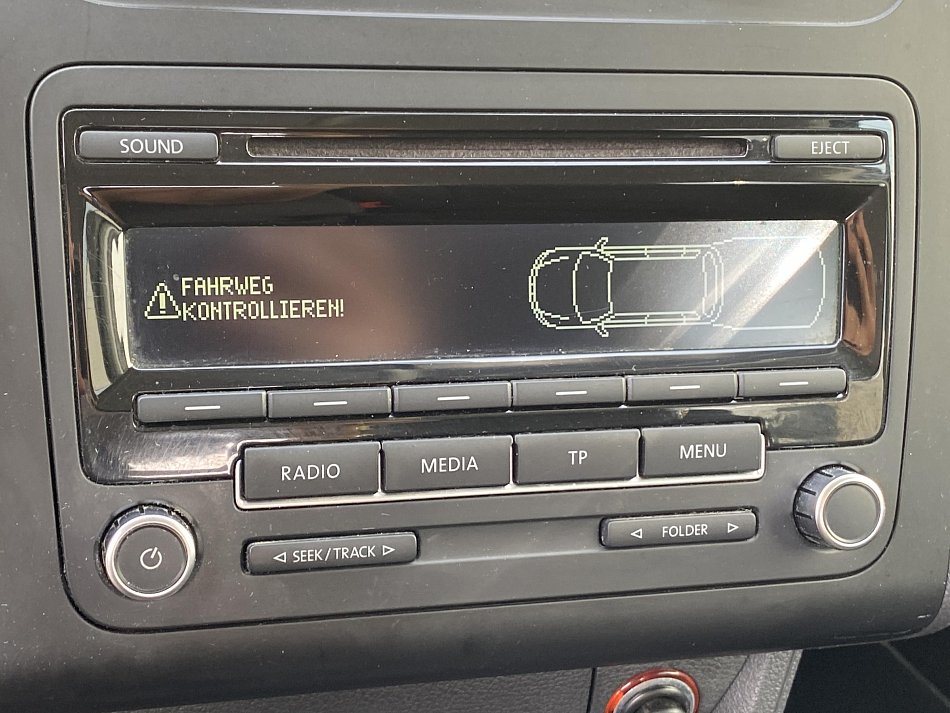 SOUND
EJECT
FAHRWEG
KONTROLLIEREN!
RADIO
MEDIA
TP
MENU
SEEK/TRACK
FOLDER